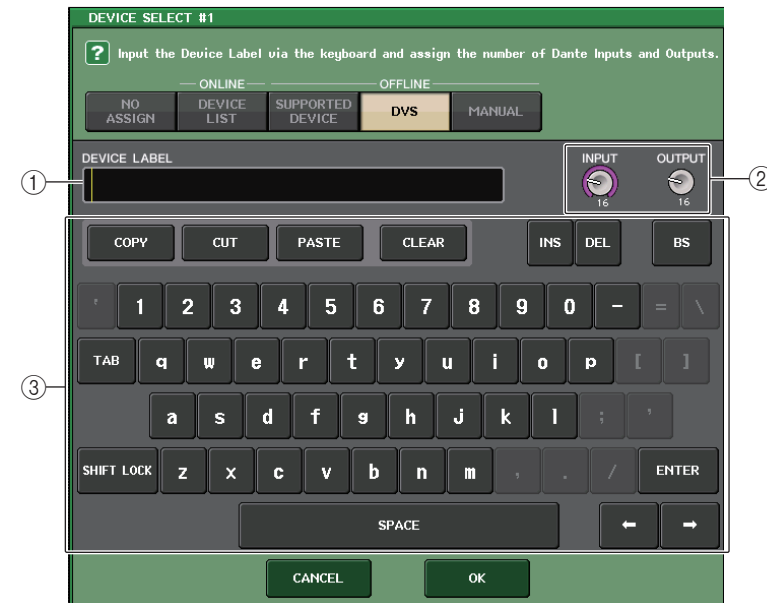 DEVICE SELECT #1
? Input the Device Label via the keyboard and assign the number of Dante Inputs and Outputs.
ONLINE OFFLINE
NO ASSIGN DEVICE LIST SUPPORTED DEVICE DVS MANUAL
DEVICE LABEL INPUT OUTPUT
① ②
16 16
COPY CUT PASTE CLEAR INS DEL BS
' 1 2 3 4 5 6 7 8 9 0 - = \
TAB q w e r t y u i o p [ ]
③
a s d f g h j k l ; '
SHIFT LOCK z x c v b n m , . / ENTER
SPACE ← →
CANCEL OK